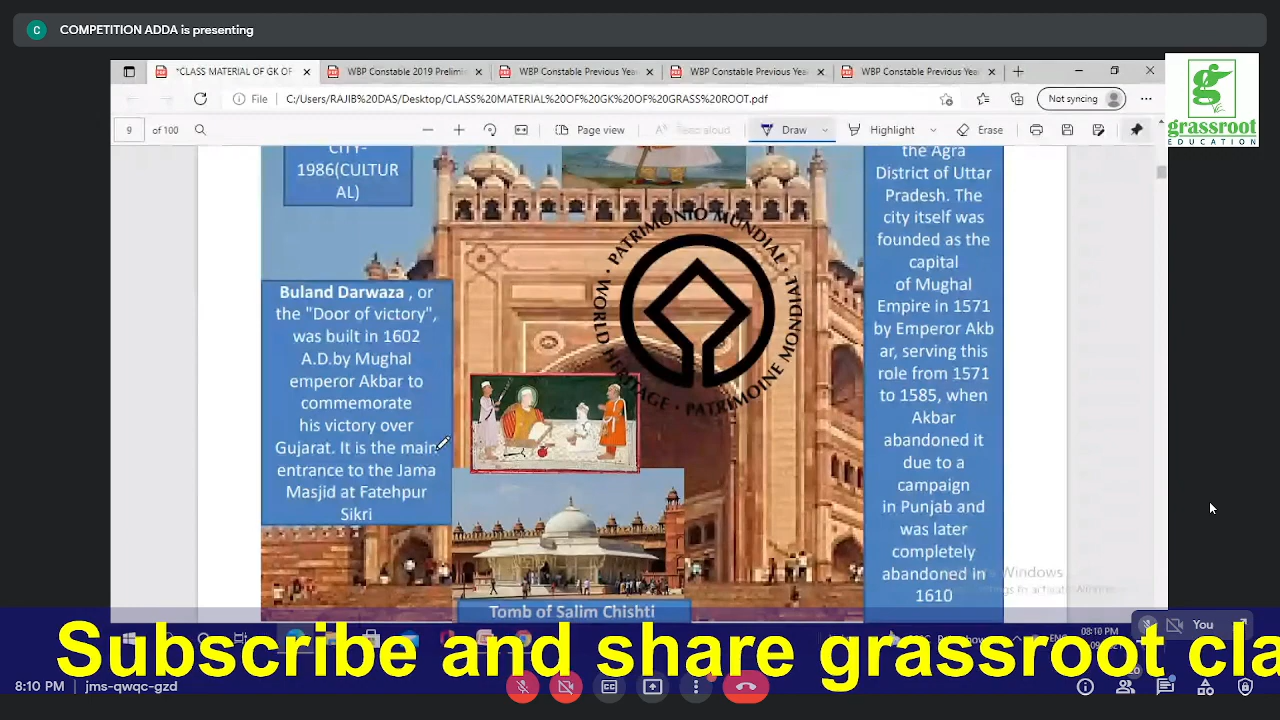 C
COMPETITION ADDA is presenting
*CLASS MATERIAL OF GK OF
WBP Constable 2019 Prelimi
WBP Constable Previous Yea
WBP Constable Previous Yea
WBP Constable Previous Yea
File
C:/Users/RAJIB%20DAS/Desktop/CLASS%20MATERIAL%20OF%20GK%20OF%20GRASS%20ROOT.pdf
Not syncing
grassroot
EDUCATION
9
of 100
Page view
Read aloud
Draw
Highlight
Erase
CITY-
1986(CULTUR
AL)
the Agra
District of Uttar
Pradesh. The
city itself was
founded as the
capital
of Mughal
Empire in 1571
by Emperor Akb
ar, serving this
role from 1571
to 1585, when
Akbar
abandoned it
due to a
campaign
in Punjab and
was later
completely
abandoned in
1610
WORLD HERITAGE • PATRIMOINE MONDIAL • PATRIMONIO MUNDIAL •
Buland Darwaza , or
the "Door of victory",
was built in 1602
A.D.by Mughal
emperor Akbar to
commemorate
his victory over
Gujarat. It is the main
entrance to the Jama
Masjid at Fatehpur
Sikri
Tomb of Salim Chishti
Windows
08:10 PM
You
Subscribe and share grassroot cla
8:10 PM
jms-qwqc-gzd